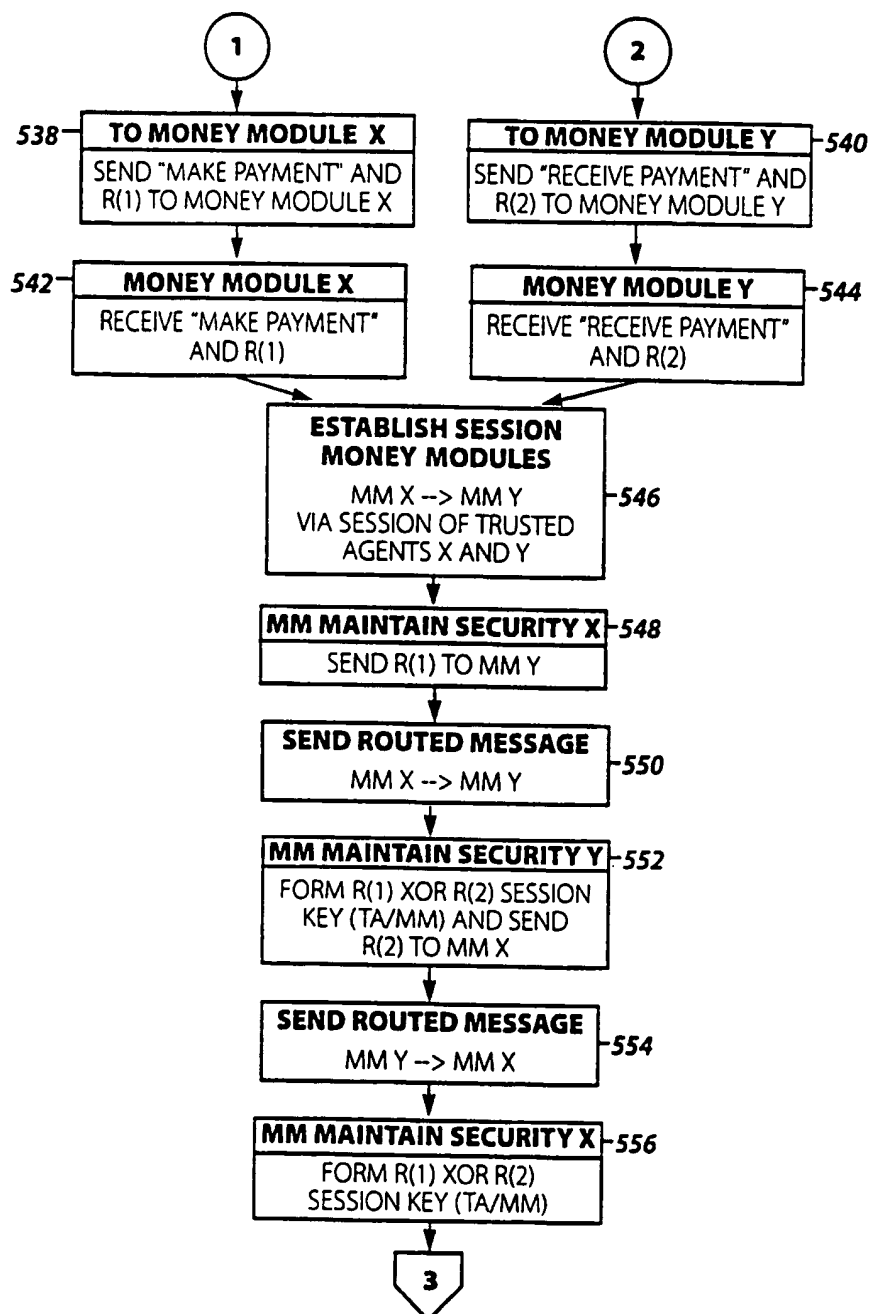 1
2
538
TO MONEY MODULE X
SEND "MAKE PAYMENT" AND
R(1) TO MONEY MODULE X
TO MONEY MODULE Y
540
SEND "RECEIVE PAYMENT" AND
R(2) TO MONEY MODULE Y
542
MONEY MODULE X
RECEIVE "MAKE PAYMENT"
AND R(1)
MONEY MODULE Y
544
RECEIVE "RECEIVE PAYMENT"
AND R(2)
ESTABLISH SESSION
MONEY MODULES
MM X --> MM Y
VIA SESSION OF TRUSTED
AGENTS X AND Y
546
MM MAINTAIN SECURITY X
548
SEND R(1) TO MM Y
SEND ROUTED MESSAGE
MM X --> MM Y
550
MM MAINTAIN SECURITY Y
552
FORM R(1) XOR R(2) SESSION
KEY (TA/MM) AND SEND
R(2) TO MM X
SEND ROUTED MESSAGE
MM Y --> MM X
554
MM MAINTAIN SECURITY X
556
FORM R(1) XOR R(2)
SESSION KEY (TA/MM)
3